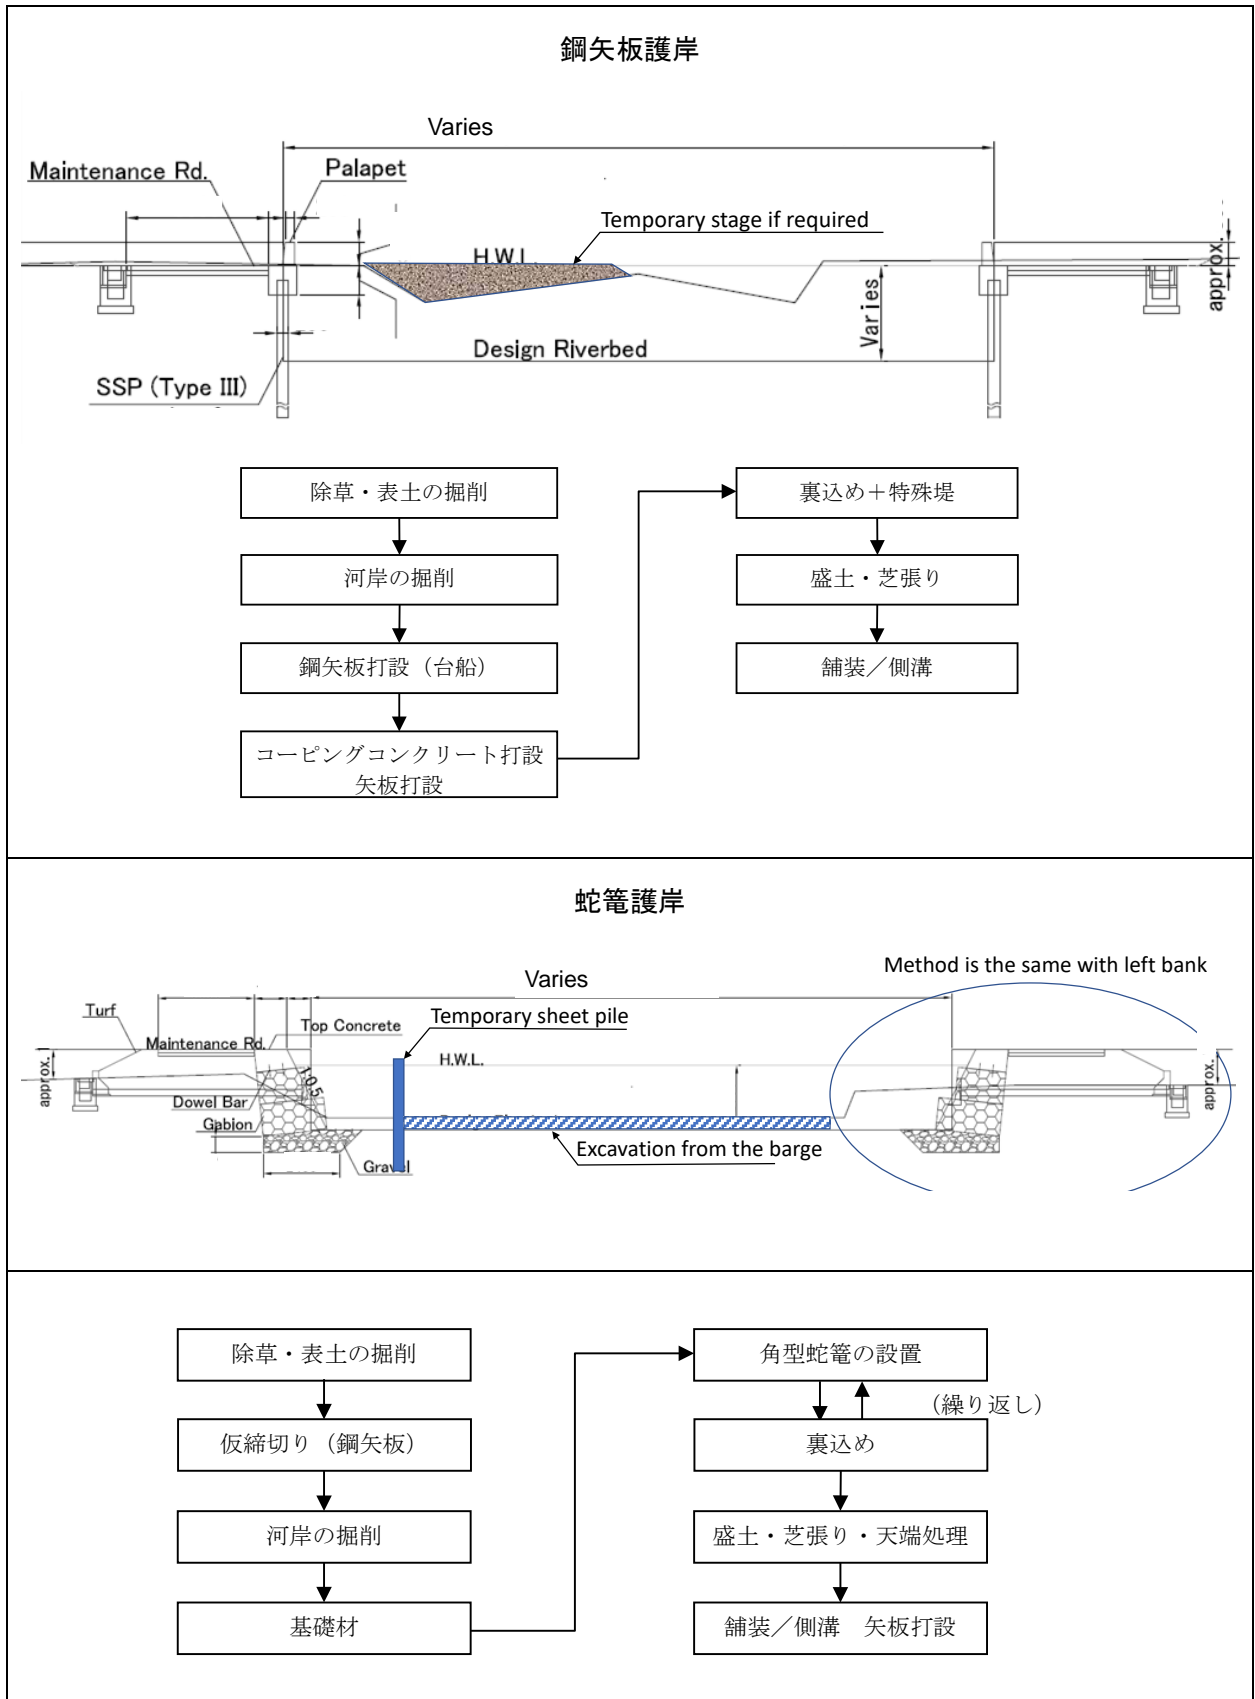 鋼矢板護岸
Varies
Maintenance Rd.
Palapet
Temporary stage if required
H.W.L.
approx.
Varies
Design Riverbed
SSP (Type III)
除草・表土の掘削
河岸の掘削
鋼矢板打設（台船）
コーピングコンクリート打設
矢板打設
裏込め＋特殊堤
盛土・芝張り
舗装／側溝
蛇篭護岸
Method is the same with left bank
Varies
Turf
Temporary sheet pile
Top Concrete
Maintenance Rd.
H.W.L.
approx.
approx.
1:0.5
Dowel Bar
Gabion
Excavation from the barge
Gravel
除草・表土の掘削
仮締切り（鋼矢板）
河岸の掘削
基礎材
角型蛇篭の設置
（繰り返し）
裏込め
盛土・芝張り・天端処理
舗装／側溝　矢板打設